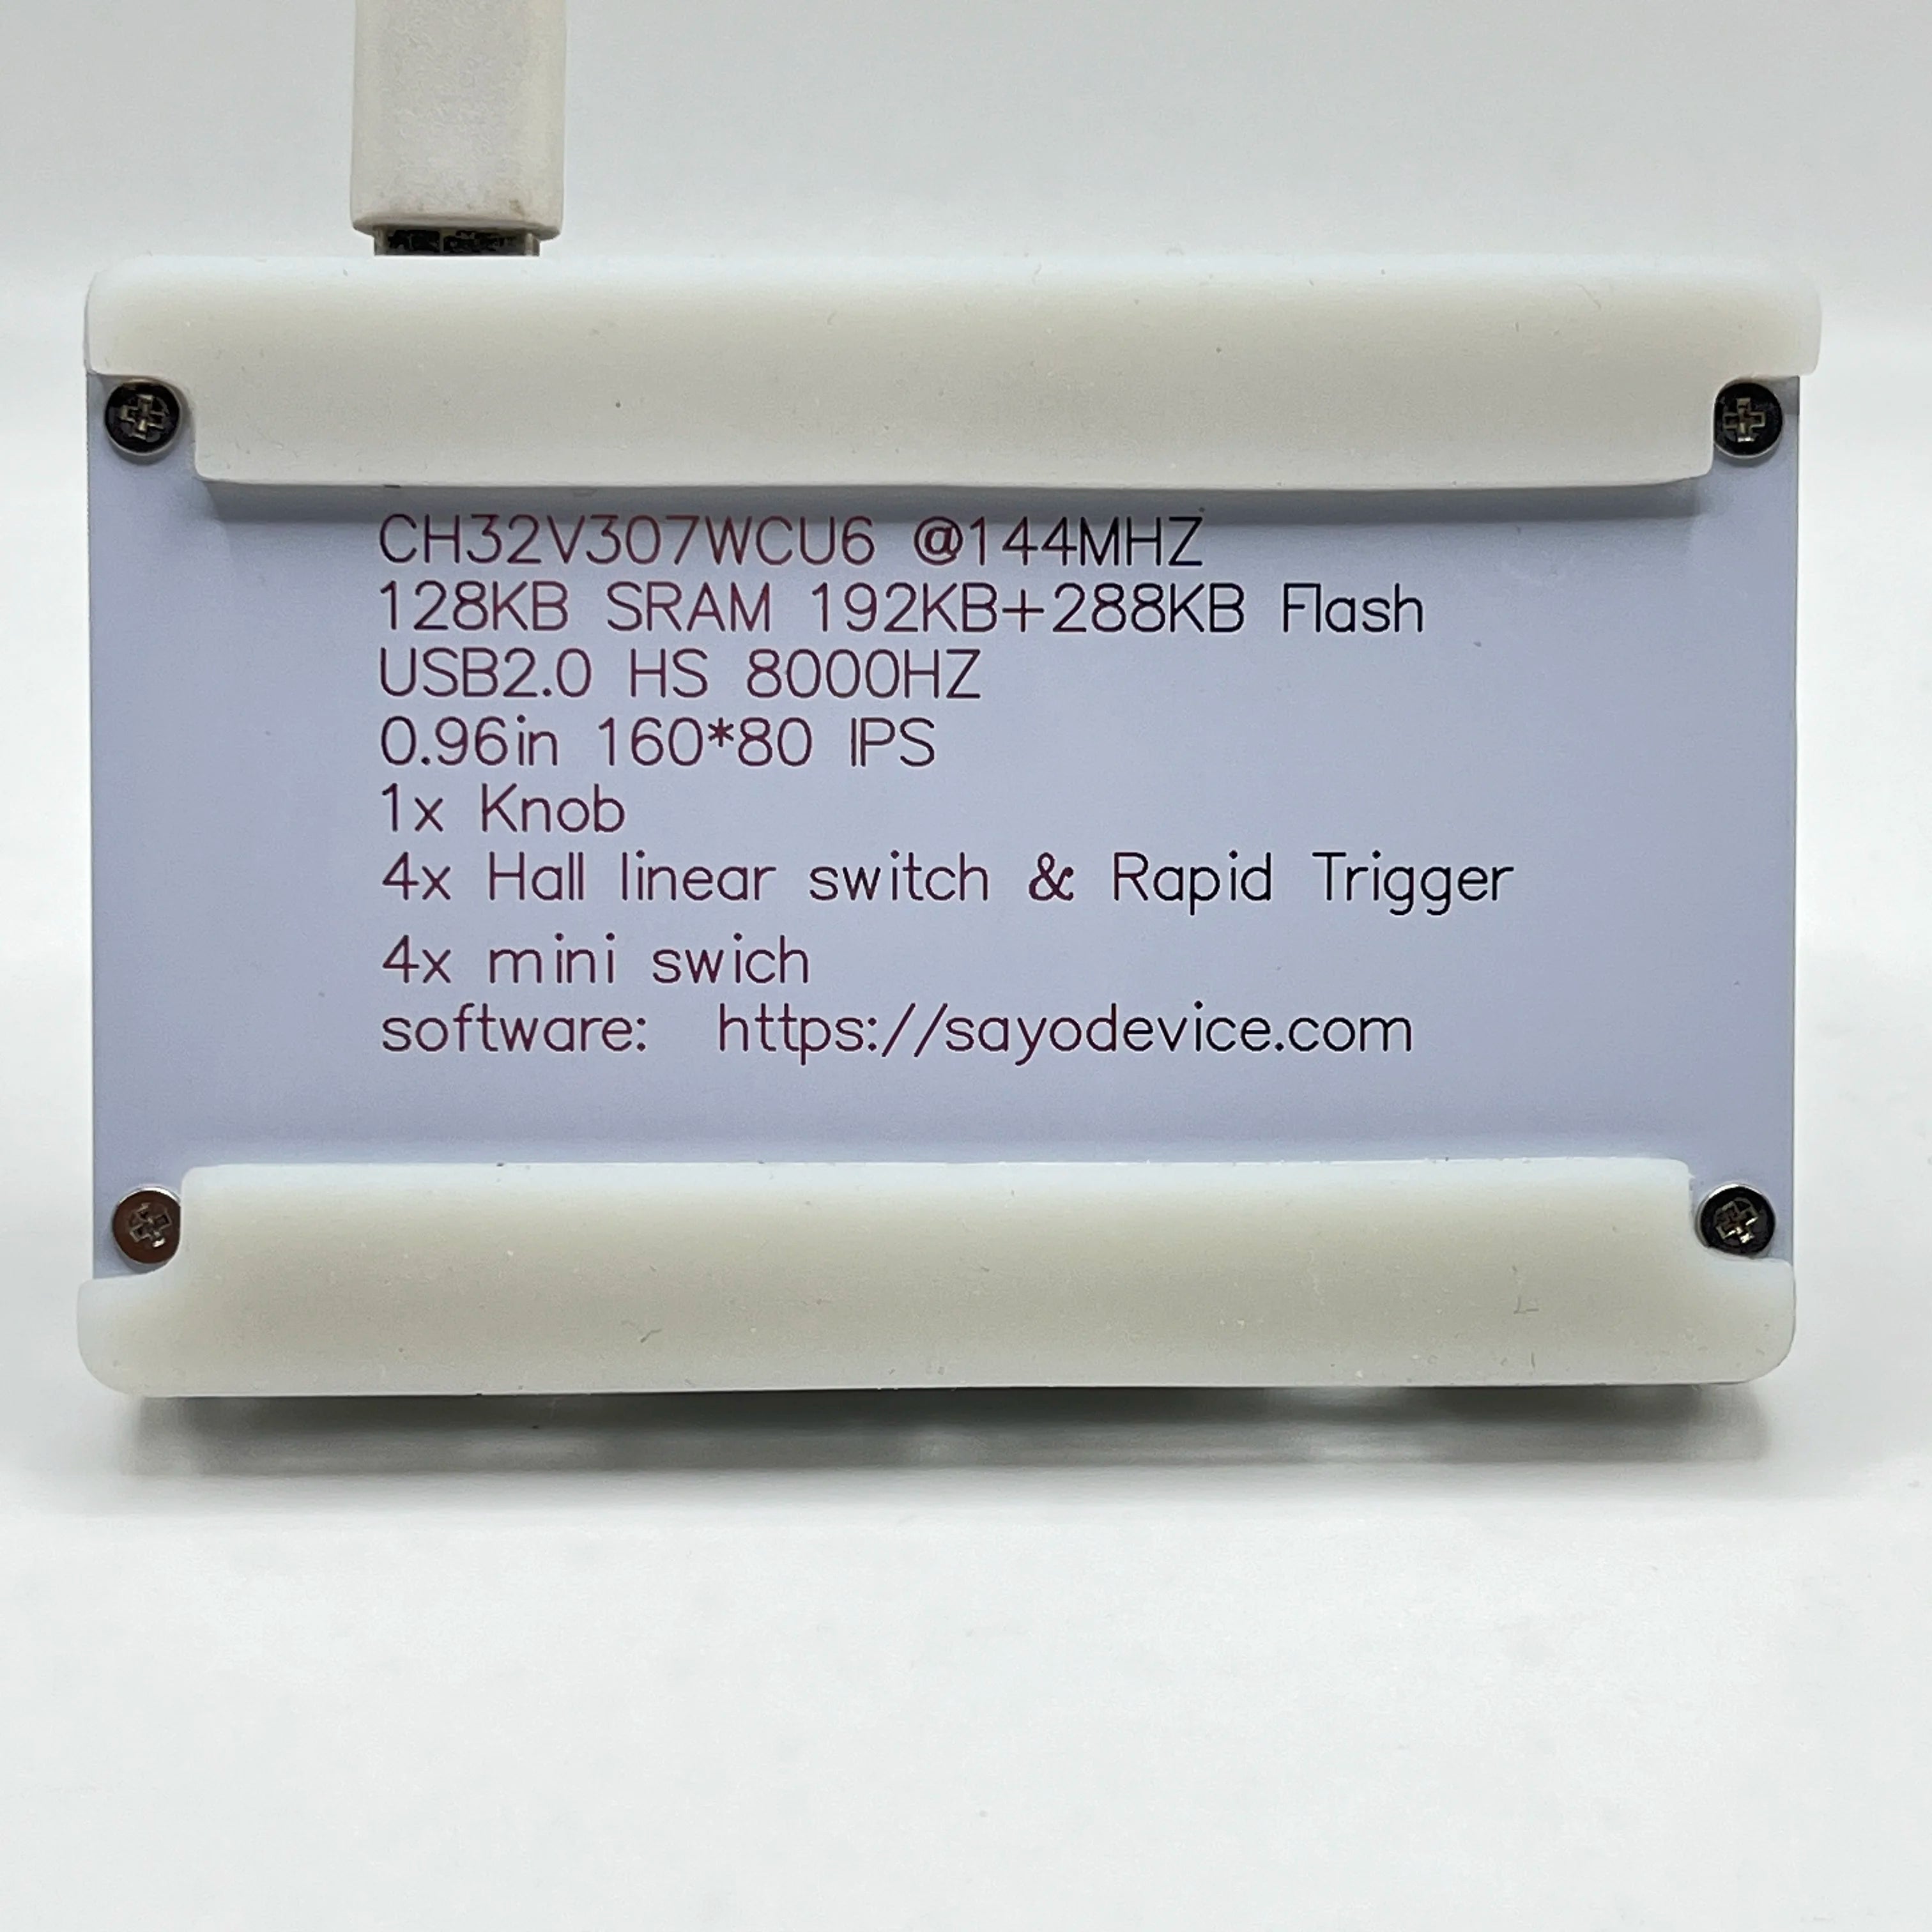 CH32V307WCU6 @144MHZ
128KB SRAM 192KB+288KB Flash
USB2.0 HS 8000HZ
0.96in 160*80 IPS
1x Knob
4x Hall linear switch & Rapid Trigger
4x mini swich
software: https://sayodevice.com